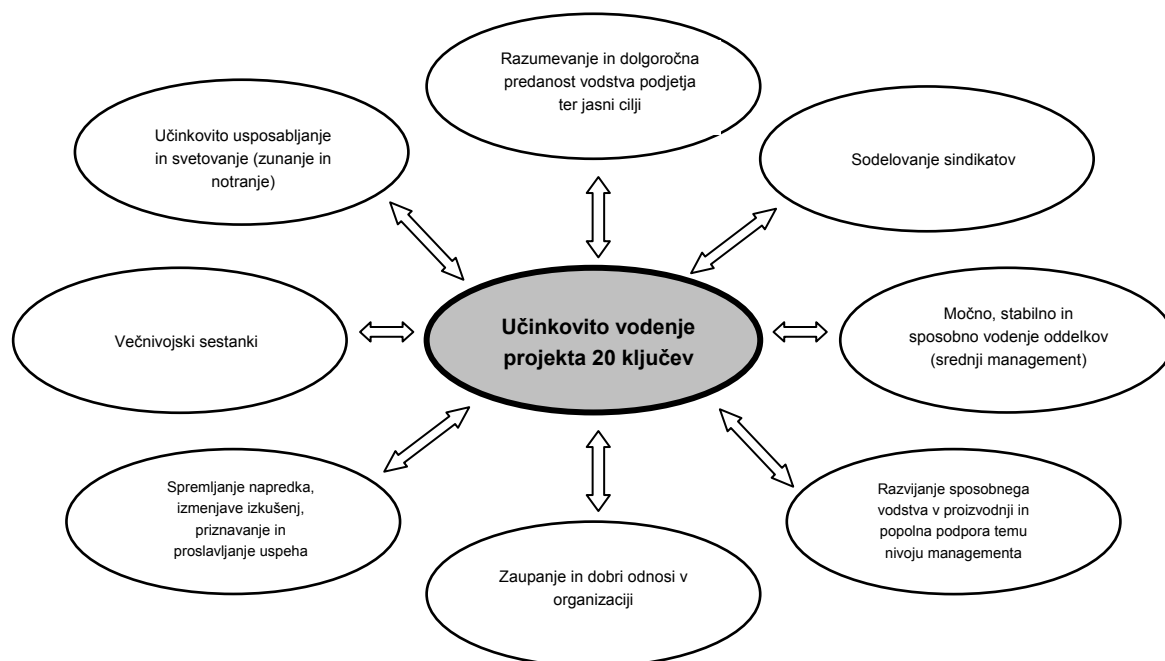 Razumevanje in dolgoročna
predanost vodstva podjetja
ter jasni cilji
Učinkovito usposabljanje
in svetovanje (zunanje in
notranje)
Sodelovanje sindikatov
Večnivojski sestanki
Učinkovito vodenje
projekta 20 ključev
Močno, stabilno in
sposobno vodenje oddelkov
(srednji management)
Spremljanje napredka,
izmenjave izkušenj,
priznavanje in
proslavljanje uspeha
Razvijanje sposobnega
vodstva v proizvodnji in
popolna podpora temu
nivoju managementa
Zaupanje in dobri odnosi v
organizaciji